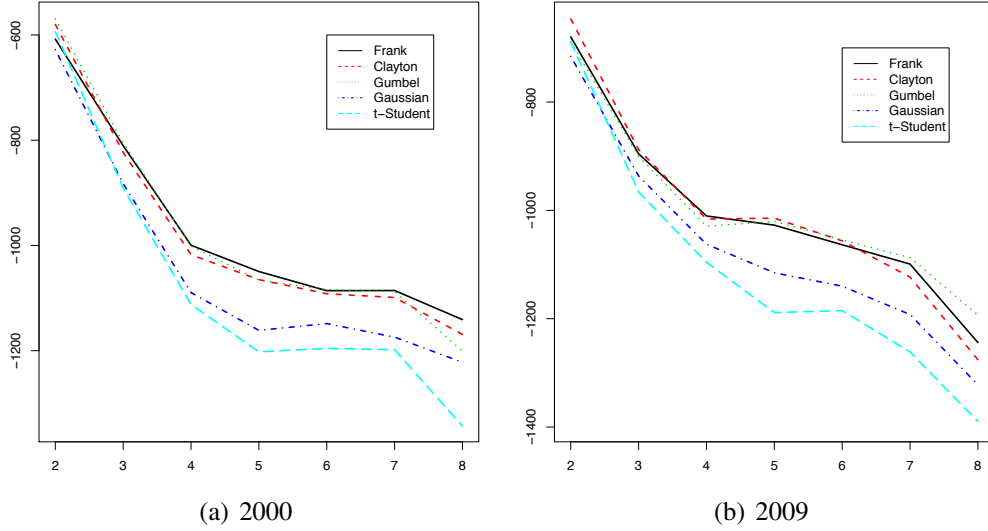 -600
-800
-1000
-1200
2 3 4 5 6 7 8
Frank
Clayton
Gumbel
Gaussian
t-Student
(a) 2000
-800
-1000
-1200
-1400
2 3 4 5 6 7 8
Frank
Clayton
Gumbel
Gaussian
t-Student
(b) 2009